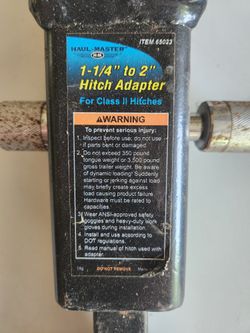 ITEM 65033
HAUL-MASTER
1-1/4" to 2"
Hitch Adapter
For Class II Hitches
⚠WARNING
To prevent serious injury:
1. Inspect before use; do not use
if parts bent or damaged
2. Do not exceed 350 pound
tongue weight or 3,500 pound
gross trailer weight. Be aware
of dynamic loading! Suddenly
starting or jerking against load
may briefly create excess
load causing product failure.
Hardware must be rated to
capacities.
3. Wear ANSI-approved safety
goggles and heavy-duty work
gloves during installation.
4. Install and use according to
DOT regulations.
5. Read manual of hitch used with
adapter.
DO NOT REMOVE